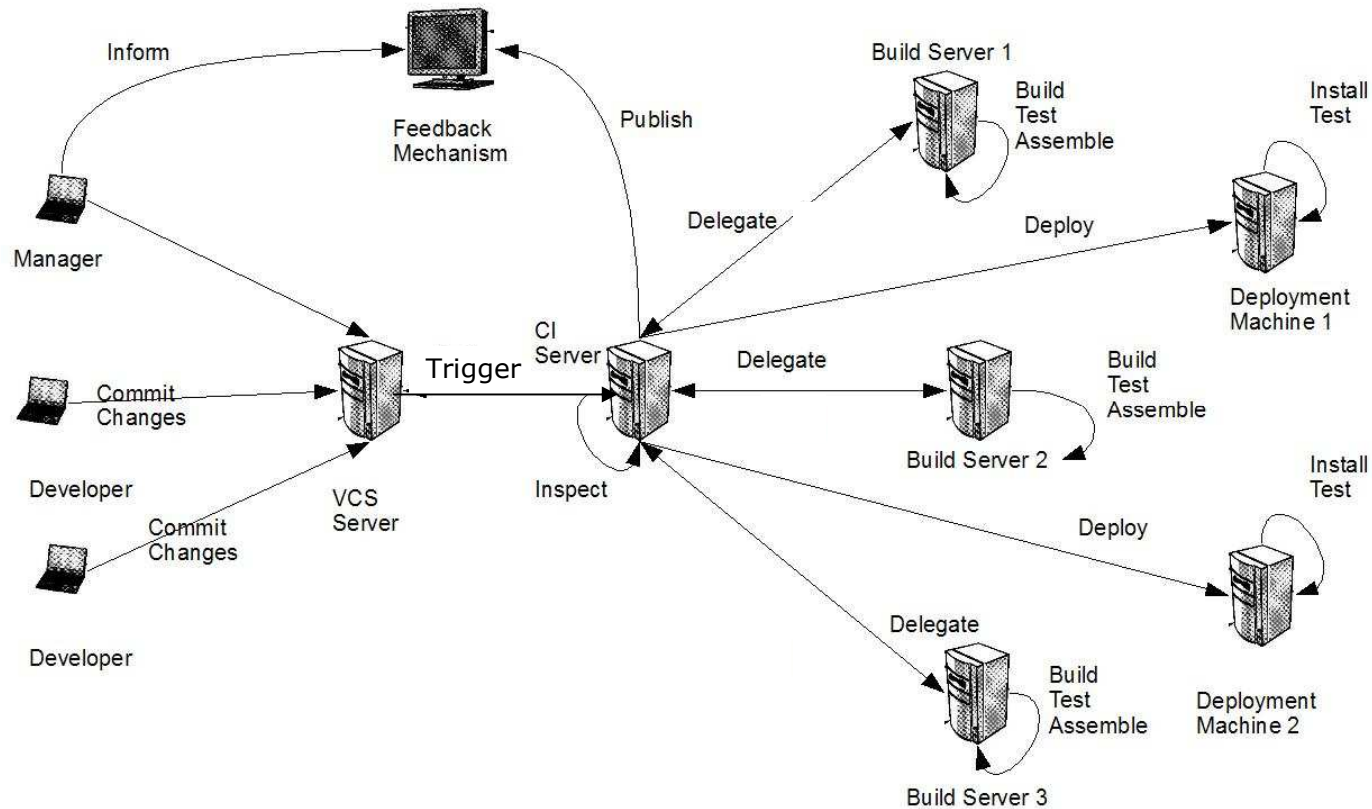 Inform
Feedback
Mechanism
Publish
Build Server 1
Build
Test
Assemble
Install
Test
Manager
Delegate
Deploy
Deployment
Machine 1
CI
Server
Trigger
Delegate
Build
Test
Assemble
Commit
Changes
Developer
VCS
Server
Inspect
Build Server 2
Install
Test
Commit
Changes
Deploy
Developer
Delegate
Build
Test
Assemble
Deployment
Machine 2
Build Server 3